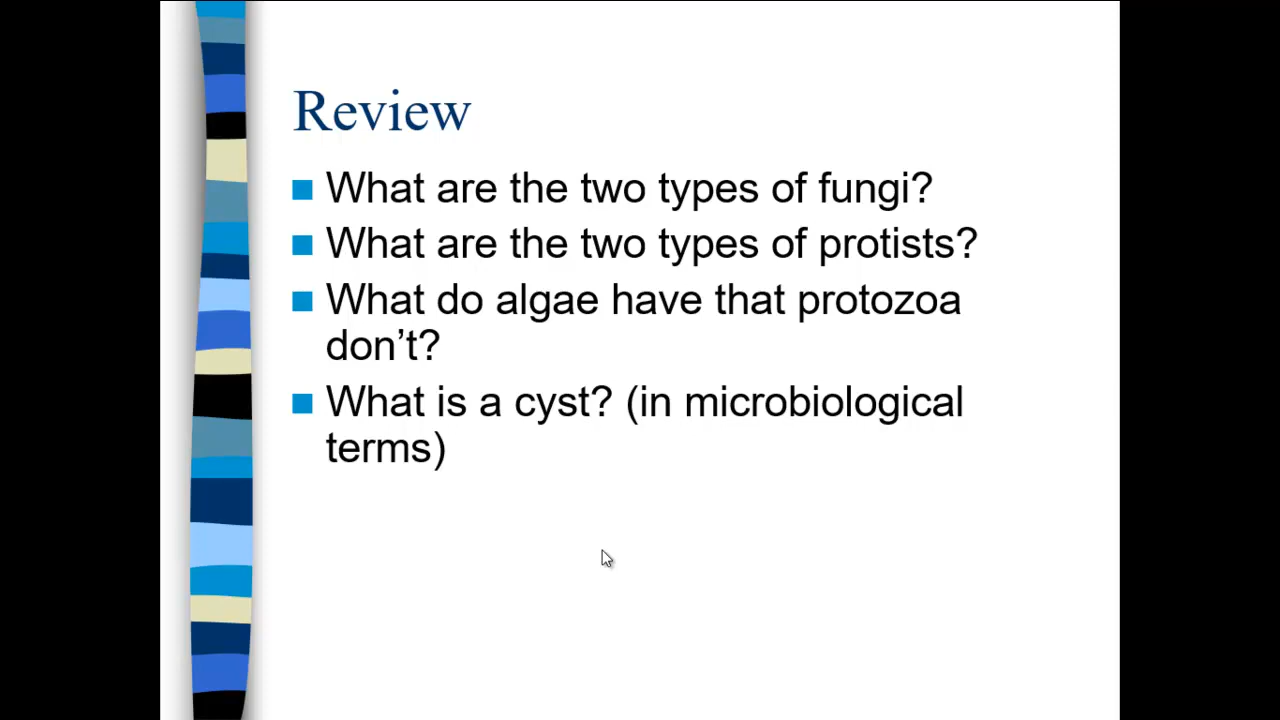 Review
What are the two types of fungi?
What are the two types of protists?
What do algae have that protozoa
don’t?
What is a cyst? (in microbiological
terms)